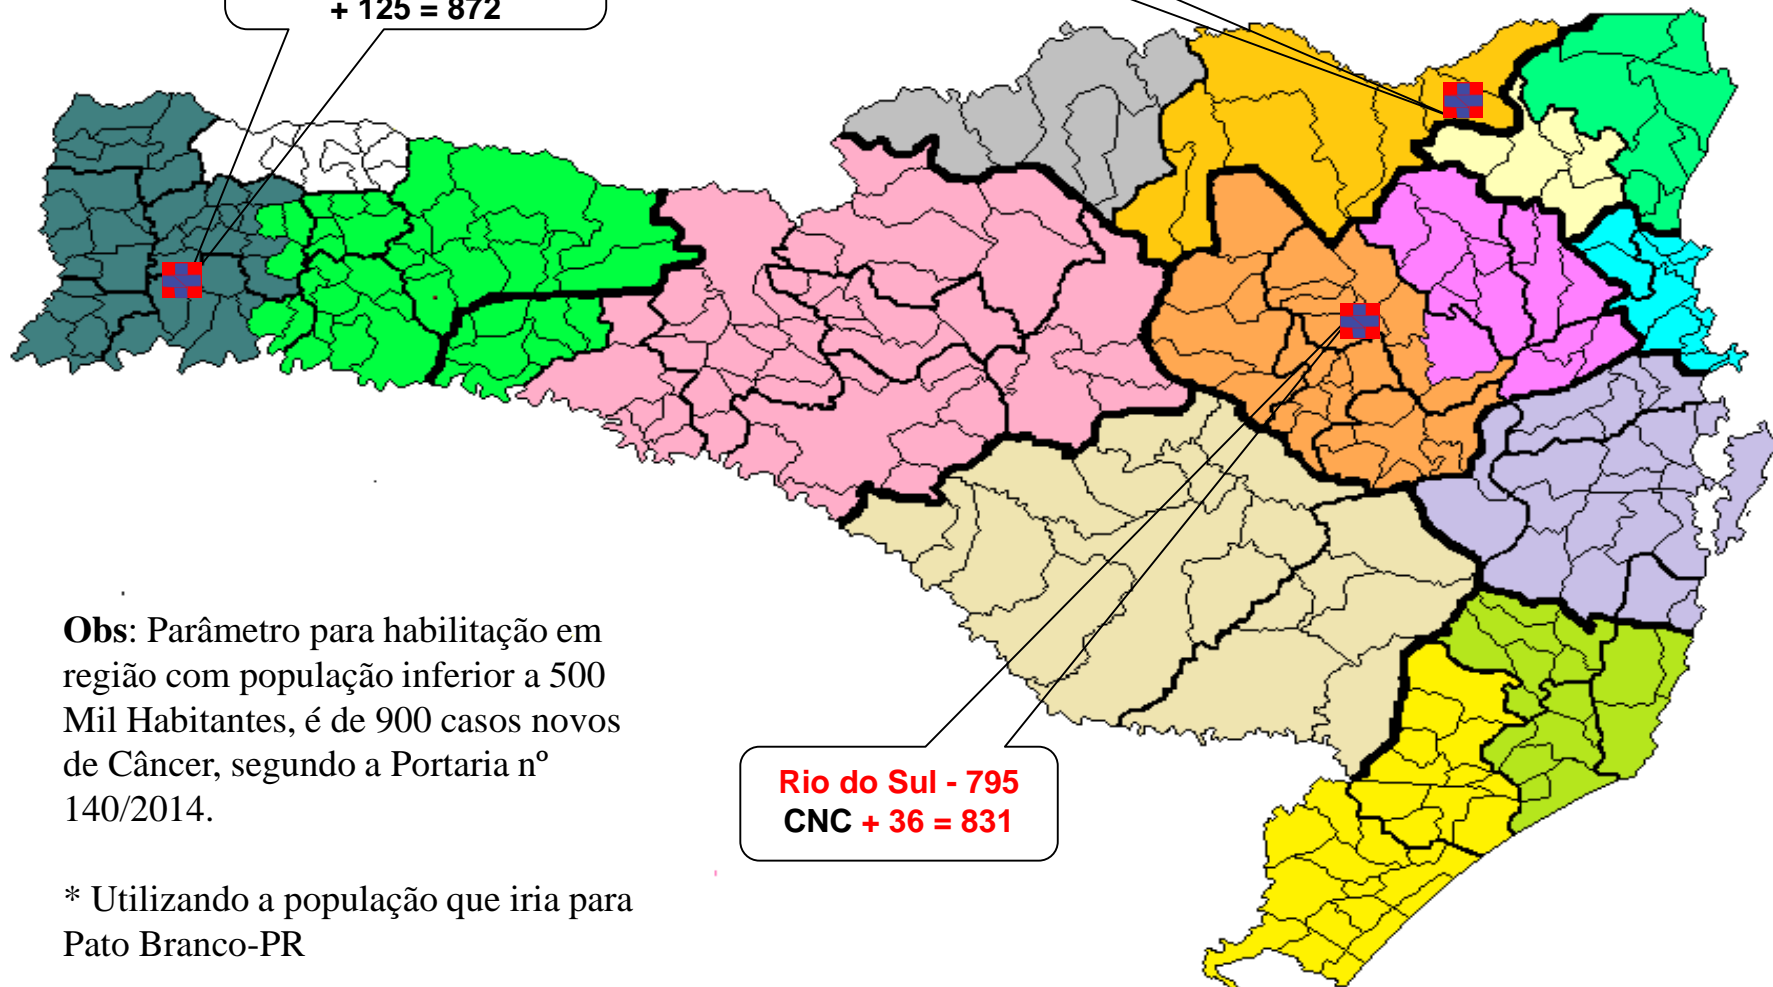 + 125 = 872
Obs: Parâmetro para habilitação em
região com população inferior a 500
Mil Habitantes, é de 900 casos novos
de Câncer, segundo a Portaria nº
140/2014.
* Utilizando a população que iria para
Pato Branco-PR
Rio do Sul - 795
CNC + 36 = 831